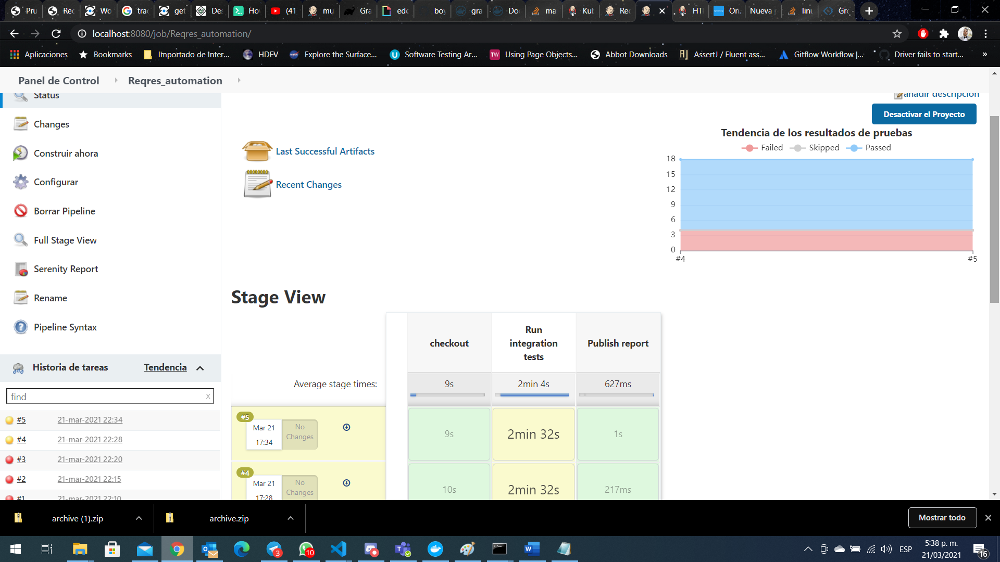 Pru
Rec
Wo
tra
get
Des
Ho
(41
mu
Gra
edc
boy
gra
Do
ma
Kub
Rec
HT
On.
Nueva
linu
Gr
localhost:8080/job/Reqres_automation/
Aplicaciones
Bookmarks
Importado de Inter...
HDEV
Explore the Surface...
Software Testing Ar...
TW
Using Page Objects...
Abbot Downloads
AssertJ / Fluent ass...
Gitflow Workflow |...
Driver fails to start...
»
Panel de Control
Reqres_automation
Status
Changes
Construir ahora
Configurar
Borrar Pipeline
Full Stage View
Serenity Report
Rename
Pipeline Syntax
Historia de tareas
Tendencia
find
x
#5 21-mar-2021 22:34
#4 21-mar-2021 22:28
#3 21-mar-2021 22:20
#2 21-mar-2021 22:15
#1 21-mar-2021 22:10
añadir descripción
Desactivar el Proyecto
Last Successful Artifacts
Recent Changes
Tendencia de los resultados de pruebas
Failed Skipped Passed
18
15
12
9
6
3
0
#4 #5
Stage View
checkout
Run
integration
tests
Publish report
Average stage times:
9s
2min 4s
627ms
#5
Mar 21
17:34
No
Changes
9s
2min 32s
1s
#4
Mar 21
17:28
No
Changes
10s
2min 32s
217ms
archive (1).zip
archive.zip
Mostrar todo
3
10
ESP
5:38 p. m.
21/03/2021
16